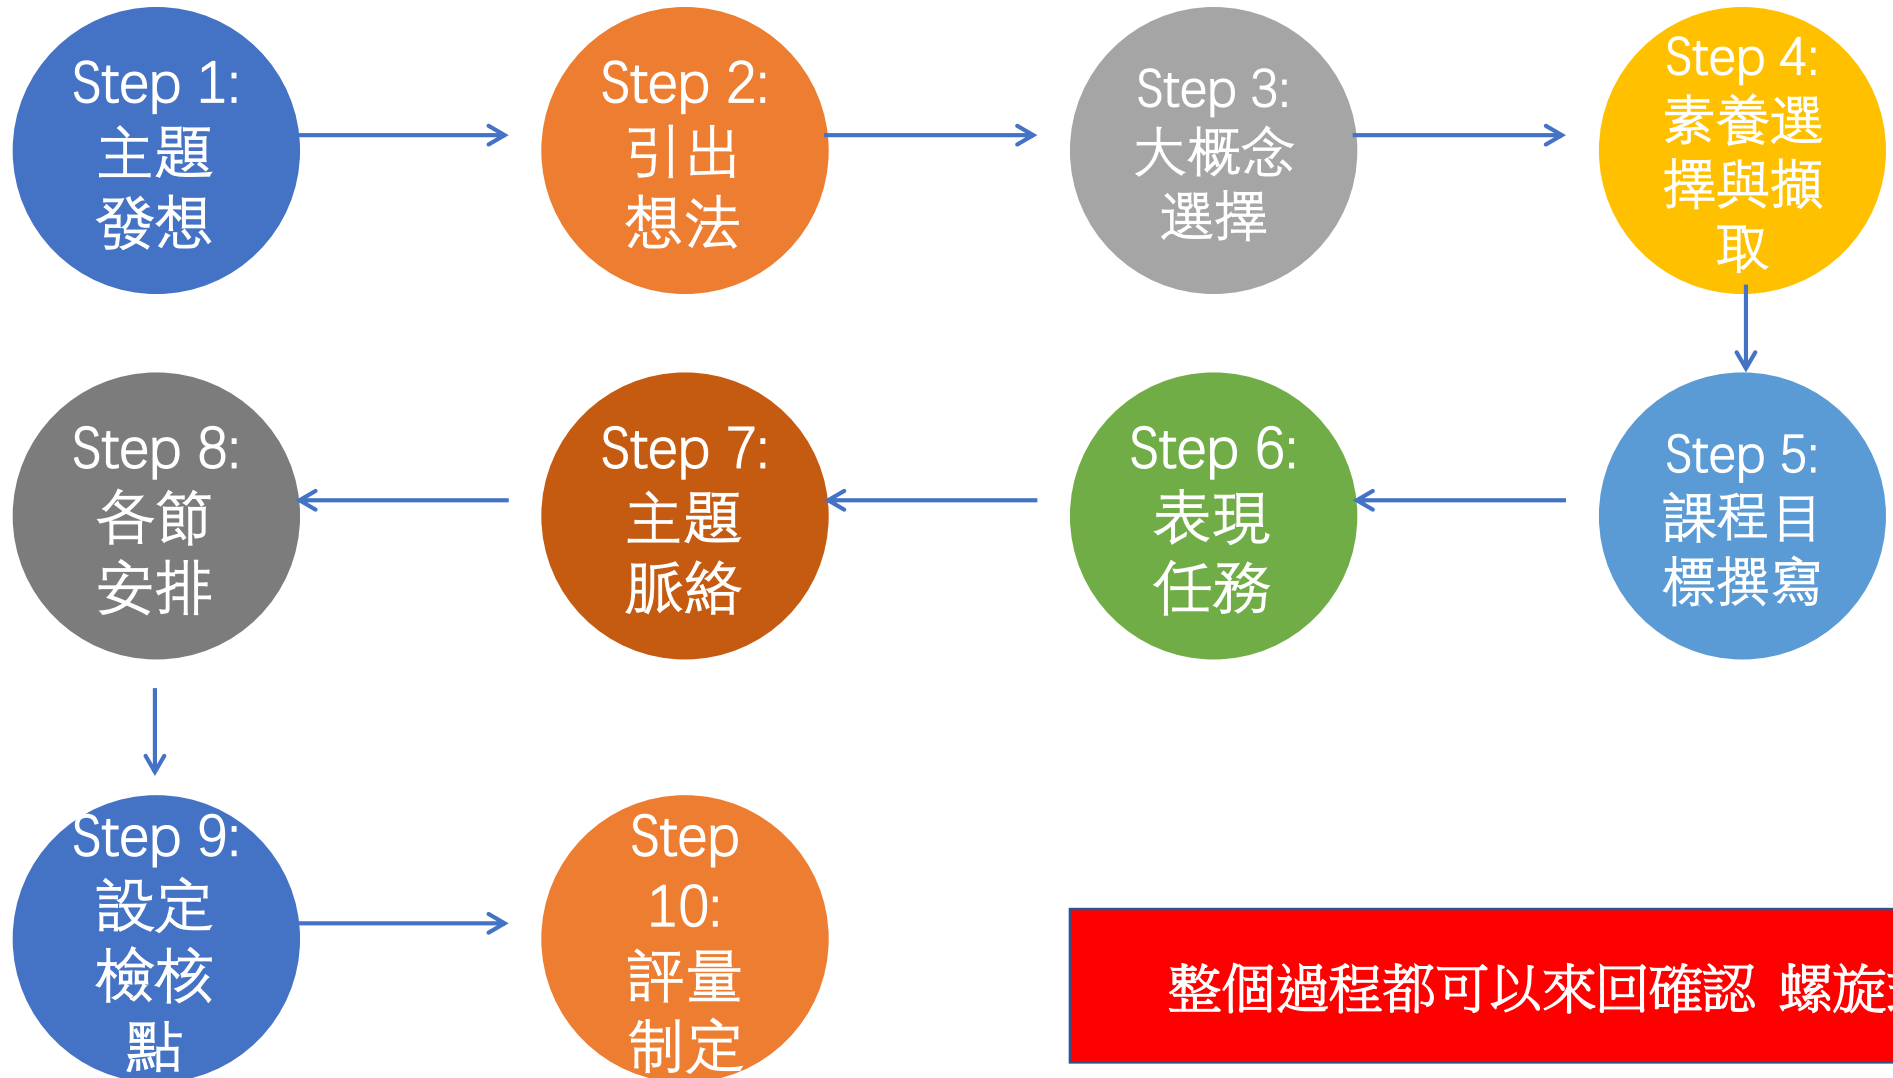 Step 1:
主題
發想
Step 2:
引出
想法
Step 3:
大概念
選擇
Step 4:
素養選
擇與擷
取
Step 5:
課程目
標撰寫
Step 6:
表現
任務
Step 7:
主題
脈絡
Step 8:
各節
安排
Step 9:
設定
檢核
點
Step
10:
評量
制定
整個過程都可以來回確認 螺旋